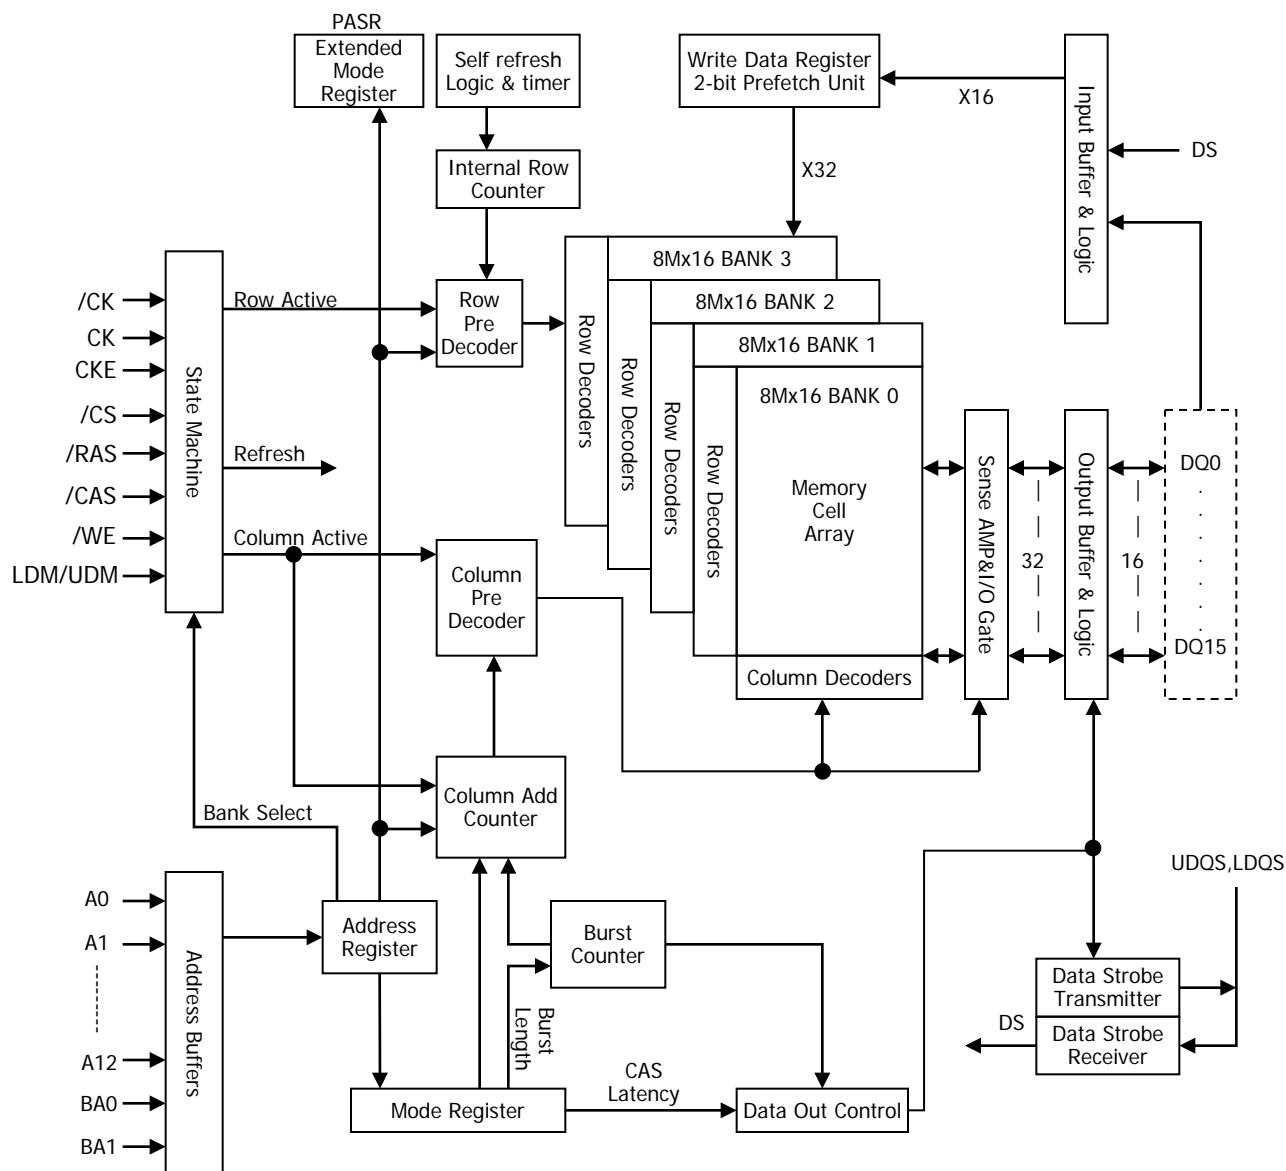 PASR
Extended
Mode
Register
Self refresh
Logic & timer
Write Data Register
2-bit Prefetch Unit
X16
Input Buffer & Logic
DS
Internal Row
Counter
X32
8Mx16 BANK 3
8Mx16 BANK 2
8Mx16 BANK 1
8Mx16 BANK 0
/CK
CK
CKE
/CS
/RAS
/CAS
/WE
LDM/UDM
State Machine
Row Active
Refresh
Column Active
Row
Pre
Decoder
Row Decoders
Row Decoders
Row Decoders
Row Decoders
Memory
Cell
Array
Sense AMP&I/O Gate
32
Output Buffer & Logic
16
DQ0
.
.
.
.
.
.
.
DQ15
Column
Pre
Decoder
Column Decoders
Column Add
Counter
Bank Select
A0
A1
A12
BA0
BA1
Address Buffers
Address
Register
Burst
Counter
Burst
Length
Mode Register
CAS
Latency
Data Out Control
UDQS,LDQS
Data Strobe
Transmitter
DS
Data Strobe
Receiver